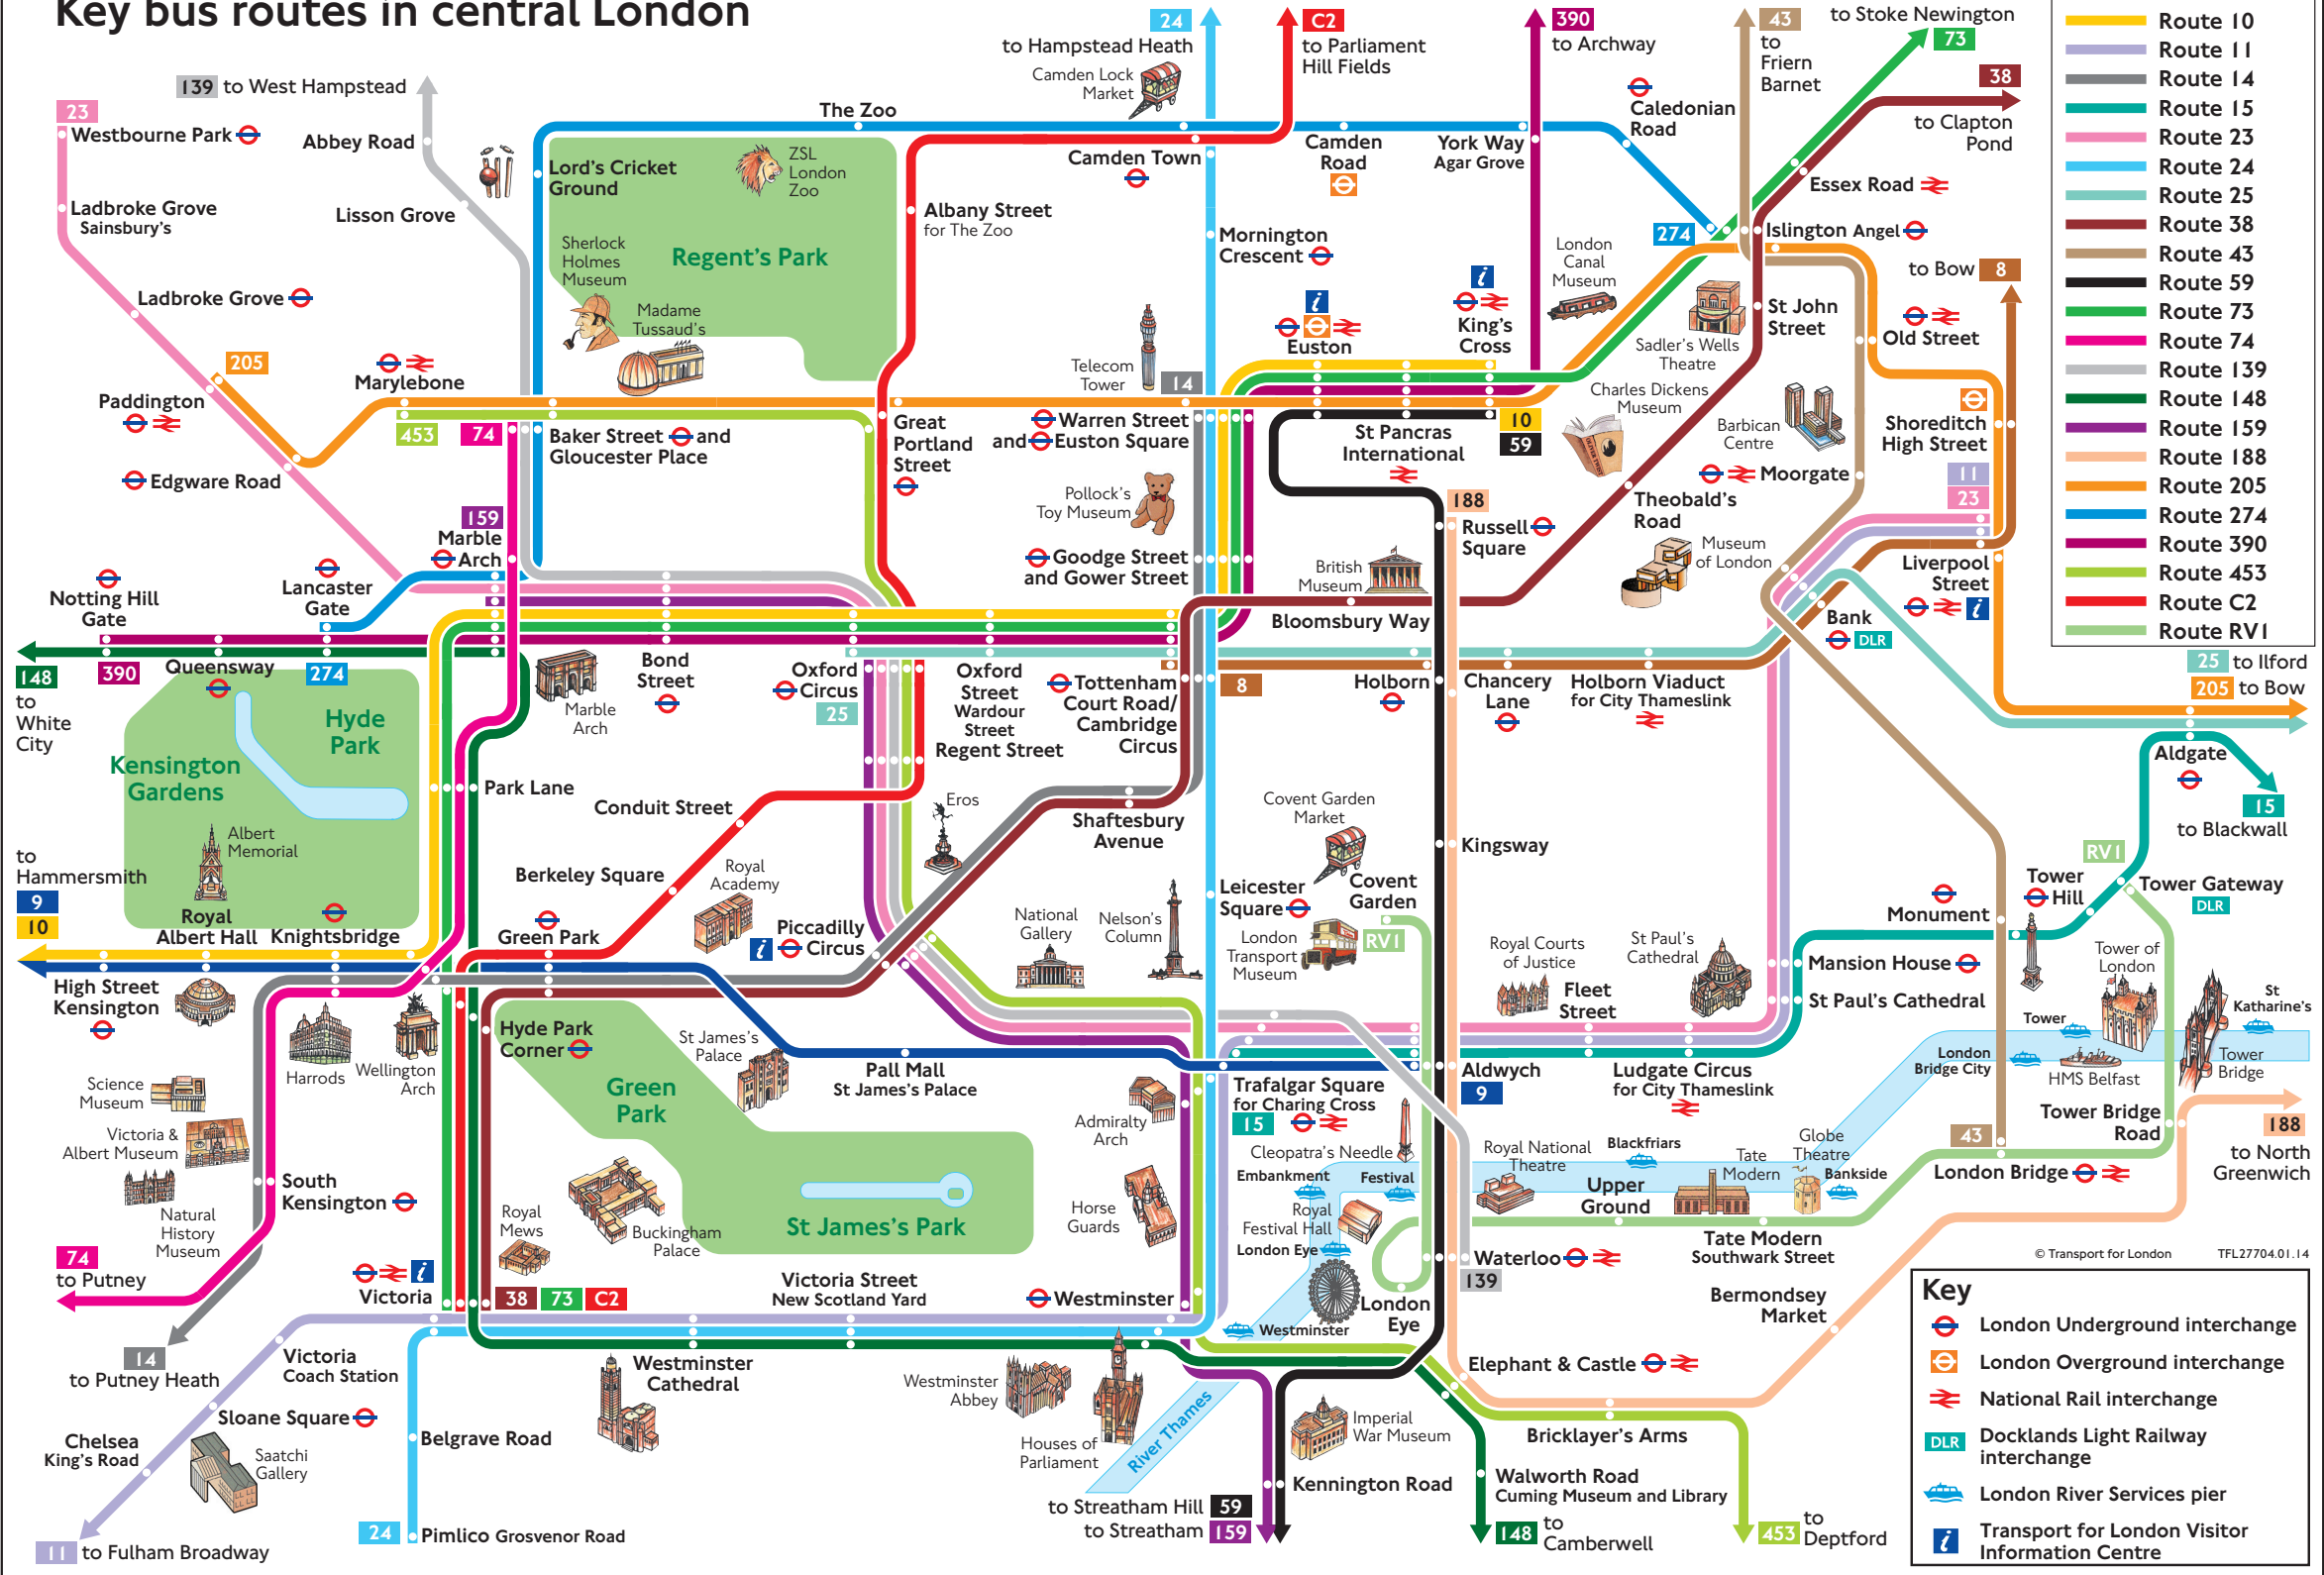 Key bus routes in central London
24
to Hampstead Heath
C2
to Parliament
Hill Fields
390
to Archway
43
to
Friern
Barnet
to Stoke Newington
73
38
to Clapton
Pond
Route 10
Route 11
Route 14
Route 15
Route 23
Route 24
Route 25
Route 38
Route 43
Route 59
Route 73
Route 74
Route 139
Route 148
Route 159
Route 188
Route 205
Route 274
Route 390
Route 453
Route C2
Route RV1
139 to West Hampstead
23
Westbourne Park
Abbey Road
Ladbroke Grove
Sainsbury's
Lisson Grove
Ladbroke Grove
205
Marylebone
Paddington
Edgware Road
453
74
Baker Street and
Gloucester Place
The Zoo
Lord's Cricket
Ground
ZSL
London
Zoo
Sherlock
Holmes
Museum
Regent's Park
Madame
Tussaud's
Camden Lock
Market
Camden Town
Albany Street
for The Zoo
Mornington
Crescent
Camden
Road
York Way
Agar Grove
Caledonian
Road
Essex Road
Islington Angel
274
London
Canal
Museum
Euston
King's
Cross
Telecom
Tower
14
Great
Portland
Street
Warren Street
and Euston Square
St Pancras
International
10
59
Sadler's Wells
Theatre
St John
Street
to Bow 8
Old Street
Charles Dickens
Museum
Barbican
Centre
Shoreditch
High Street
Moorgate
Theobald's
Road
11
23
Pollock's
Toy Museum
188
Russell
Square
Goodge Street
and Gower Street
British
Museum
Bloomsbury Way
Museum
of London
Liverpool
Street
Bank
DLR
159
Marble
Arch
Lancaster
Gate
Notting Hill
Gate
148
to
White
City
390
Queensway
274
Marble
Arch
Bond
Street
Oxford
Circus
25
Oxford
Street
Wardour
Street
Regent Street
Tottenham
Court Road/
Cambridge
Circus
8
Holborn
Chancery
Lane
Holborn Viaduct
for City Thameslink
25 to Ilford
205 to Bow
Aldgate
15
to Blackwall
Hyde
Park
Kensington
Gardens
Albert
Memorial
Park Lane
Conduit Street
Eros
Shaftesbury
Avenue
Covent Garden
Market
Kingsway
Berkeley Square
Royal
Academy
to
Hammersmith
9
10
Royal
Albert Hall
Knightsbridge
Green Park
Piccadilly
Circus
National
Gallery
Nelson's
Column
Leicester
Square
Covent
Garden
RV1
London
Transport
Museum
Royal Courts
of Justice
Fleet
Street
St Paul's
Cathedral
Mansion House
St Paul's Cathedral
Monument
Tower
Hill
RV1
Tower Gateway
DLR
Tower of
London
St
Katharine's
Tower
London
Bridge City
HMS Belfast
Tower
Bridge
High Street
Kensington
Harrods
Wellington
Arch
Hyde Park
Corner
St James's
Palace
Green
Park
Pall Mall
St James's Palace
Trafalgar Square
for Charing Cross
15
Aldwych
9
Ludgate Circus
for City Thameslink
Science
Museum
Victoria &
Albert Museum
Natural
History
Museum
South
Kensington
Admiralty
Arch
Cleopatra's Needle
Embankment
Festival
Royal National
Theatre
Blackfriars
Tate
Modern
Globe
Theatre
Bankside
43
London Bridge
Tower Bridge
Road
188
to North
Greenwich
Royal
Mews
Buckingham
Palace
St James's Park
Horse
Guards
Royal
Festival Hall
London Eye
Upper
Ground
Tate Modern
Southwark Street
Waterloo
139
74
to Putney
Victoria
38
73
C2
Victoria Street
New Scotland Yard
Westminster
Westminster
London
Eye
Bermondsey
Market
14
to Putney Heath
Victoria
Coach Station
Westminster
Cathedral
Westminster
Abbey
Houses of
Parliament
River Thames
Imperial
War Museum
Elephant & Castle
Bricklayer's Arms
Sloane Square
Chelsea
King's Road
Saatchi
Gallery
Belgrave Road
Kennington Road
Walworth Road
Cuming Museum and Library
to Streatham Hill 59
to Streatham 159
148 to
Camberwell
453 to
Deptford
24 Pimlico Grosvenor Road
11 to Fulham Broadway
© Transport for London
TFL27704.01.14
Key
London Underground interchange
London Overground interchange
National Rail interchange
DLR
Docklands Light Railway
interchange
London River Services pier
i
Transport for London Visitor
Information Centre